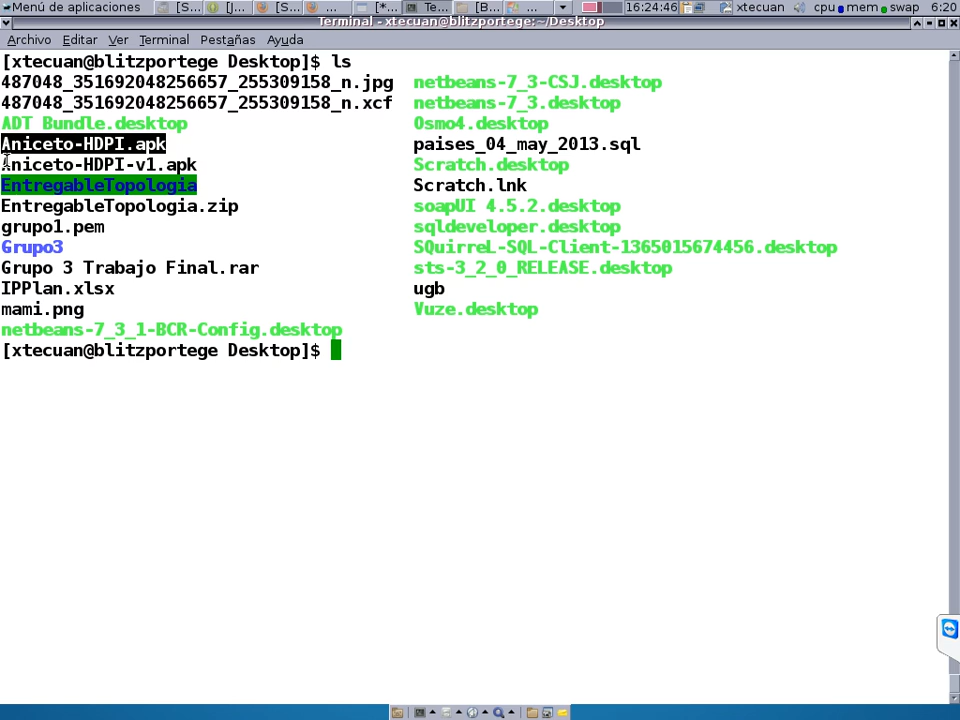 Menú de aplicaciones [S... [J... [S... [*... Te... [B... ... 16:24:46 xtecuan cpu mem swap 6:20
Terminal - xtecuan@blitzportege:~/Desktop
Archivo Editar Ver Terminal Pestañas Ayuda
[xtecuan@blitzportege Desktop]$ ls
487048_351692048256657_255309158_n.jpg netbeans-7_3-CSJ.desktop
487048_351692048256657_255309158_n.xcf netbeans-7_3.desktop
ADT Bundle.desktop Osmo4.desktop
Aniceto-HDPI.apk paises_04_may_2013.sql
Aniceto-HDPI-v1.apk Scratch.desktop
EntregableTopologia Scratch.lnk
EntregableTopologia.zip soapUI 4.5.2.desktop
grupo1.pem sqldeveloper.desktop
Grupo3 SQuirreL-SQL-Client-1365015674456.desktop
Grupo 3 Trabajo Final.rar sts-3_2_0_RELEASE.desktop
IPPlan.xlsx ugb
mami.png Vuze.desktop
netbeans-7_3_1-BCR-Config.desktop
[xtecuan@blitzportege Desktop]$